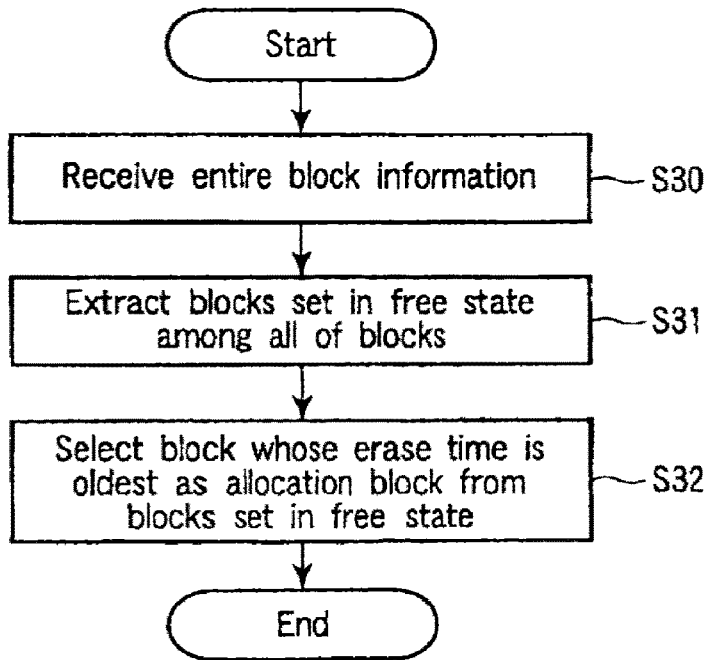 Start
Receive entire block information
S30
Extract blocks set in free state
among all of blocks
S31
Select block whose erase time is
oldest as allocation block from
blocks set in free state
S32
End